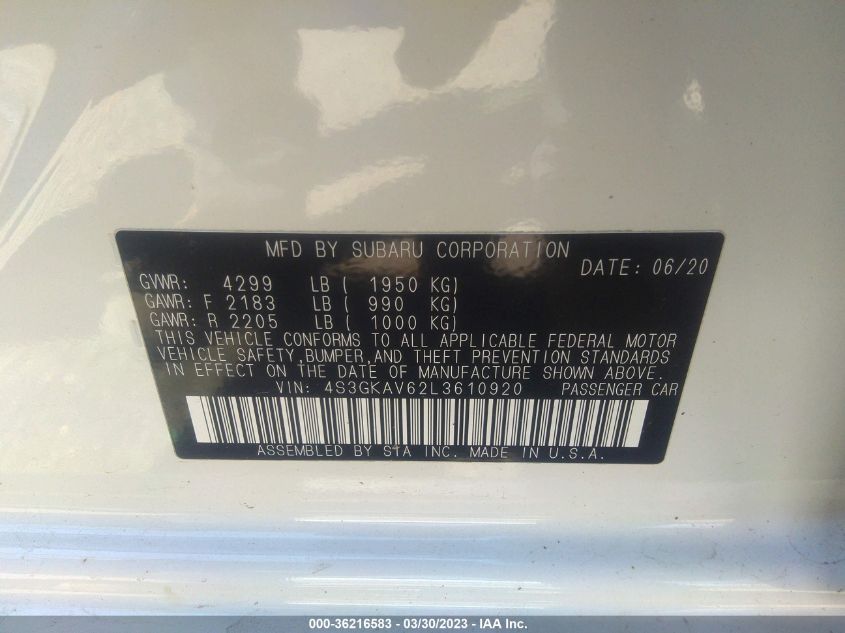 MFD BY SUBARU CORPORATION
DATE: 06/20
GVWR: 4299 LB ( 1950 KG)
GAWR: F 2183 LB ( 990 KG)
GAWR: R 2205 LB ( 1000 KG)
THIS VEHICLE CONFORMS TO ALL APPLICABLE FEDERAL MOTOR
VEHICLE SAFETY, BUMPER, AND THEFT PREVENTION STANDARDS
IN EFFECT ON THE DATE OF MANUFACTURE SHOWN ABOVE.
VIN: 4S3GKAV62L3610920 PASSENGER CAR
ASSEMBLED BY STA INC. MADE IN U.S.A.
000-36216583 - 03/30/2023 - IAA Inc.